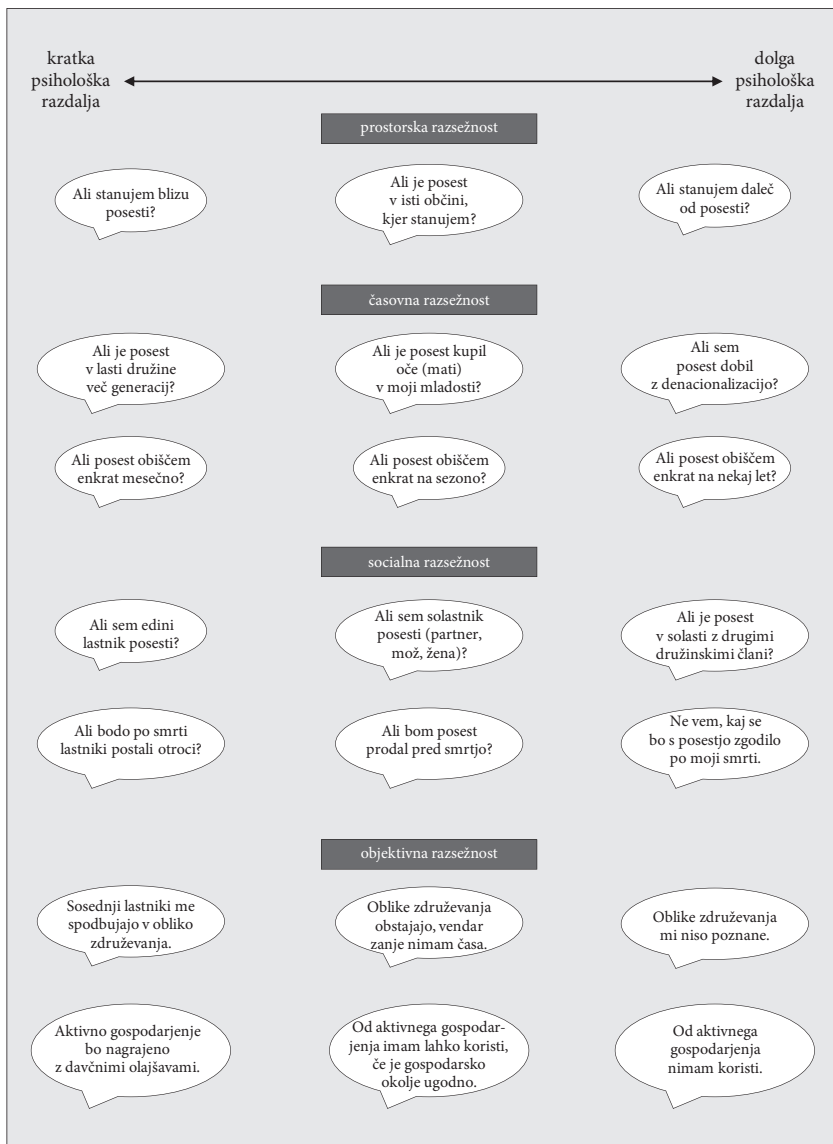 kratka
psihološka
razdalja
dolga
psihološka
razdalja
prostorska razsežnost
Ali stanujem blizu
posesti?
Ali je posest
v isti občini,
kjer stanujem?
Ali stanujem daleč
od posesti?
časovna razsežnost
Ali je posest
v lasti družine
več generacij?
Ali je posest kupil
oče (mati)
v moji mladosti?
Ali sem
posest dobil
z denacionalizacijo?
Ali posest obiščem
enkrat mesečno?
Ali posest obiščem
enkrat na sezono?
Ali posest obiščem
enkrat na nekaj let?
socialna razsežnost
Ali sem edini
lastnik posesti?
Ali sem solastnik
posesti (partner,
mož, žena)?
Ali je posest
v solasti z drugimi
družinskimi člani?
Ali bodo po smrti
lastniki postali otroci?
Ali bom posest
prodal pred smrtjo?
Ne vem, kaj se
bo s posestjo zgodilo
po moji smrti.
objektivna razsežnost
Sosednji lastniki me
spodbujajo v obliko
združevanja.
Oblike združevanja
obstajajo, vendar
zanje nimam časa.
Oblike združevanja
mi niso poznane.
Aktivno gospodarjenje
bo nagrajeno
z davčnimi olajšavami.
Od aktivnega gospodar-
jenja imam lahko koristi,
če je gospodarsko
okolje ugodno.
Od aktivnega
gospodarjenja
nimam koristi.